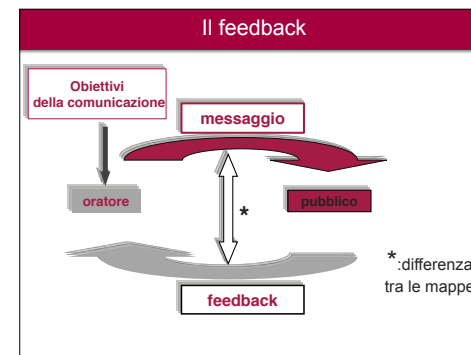 Il feedback
Obiettivi
della comunicazione
messaggio
oratore
*
pubblico
*:differenza
tra le mappe
feedback